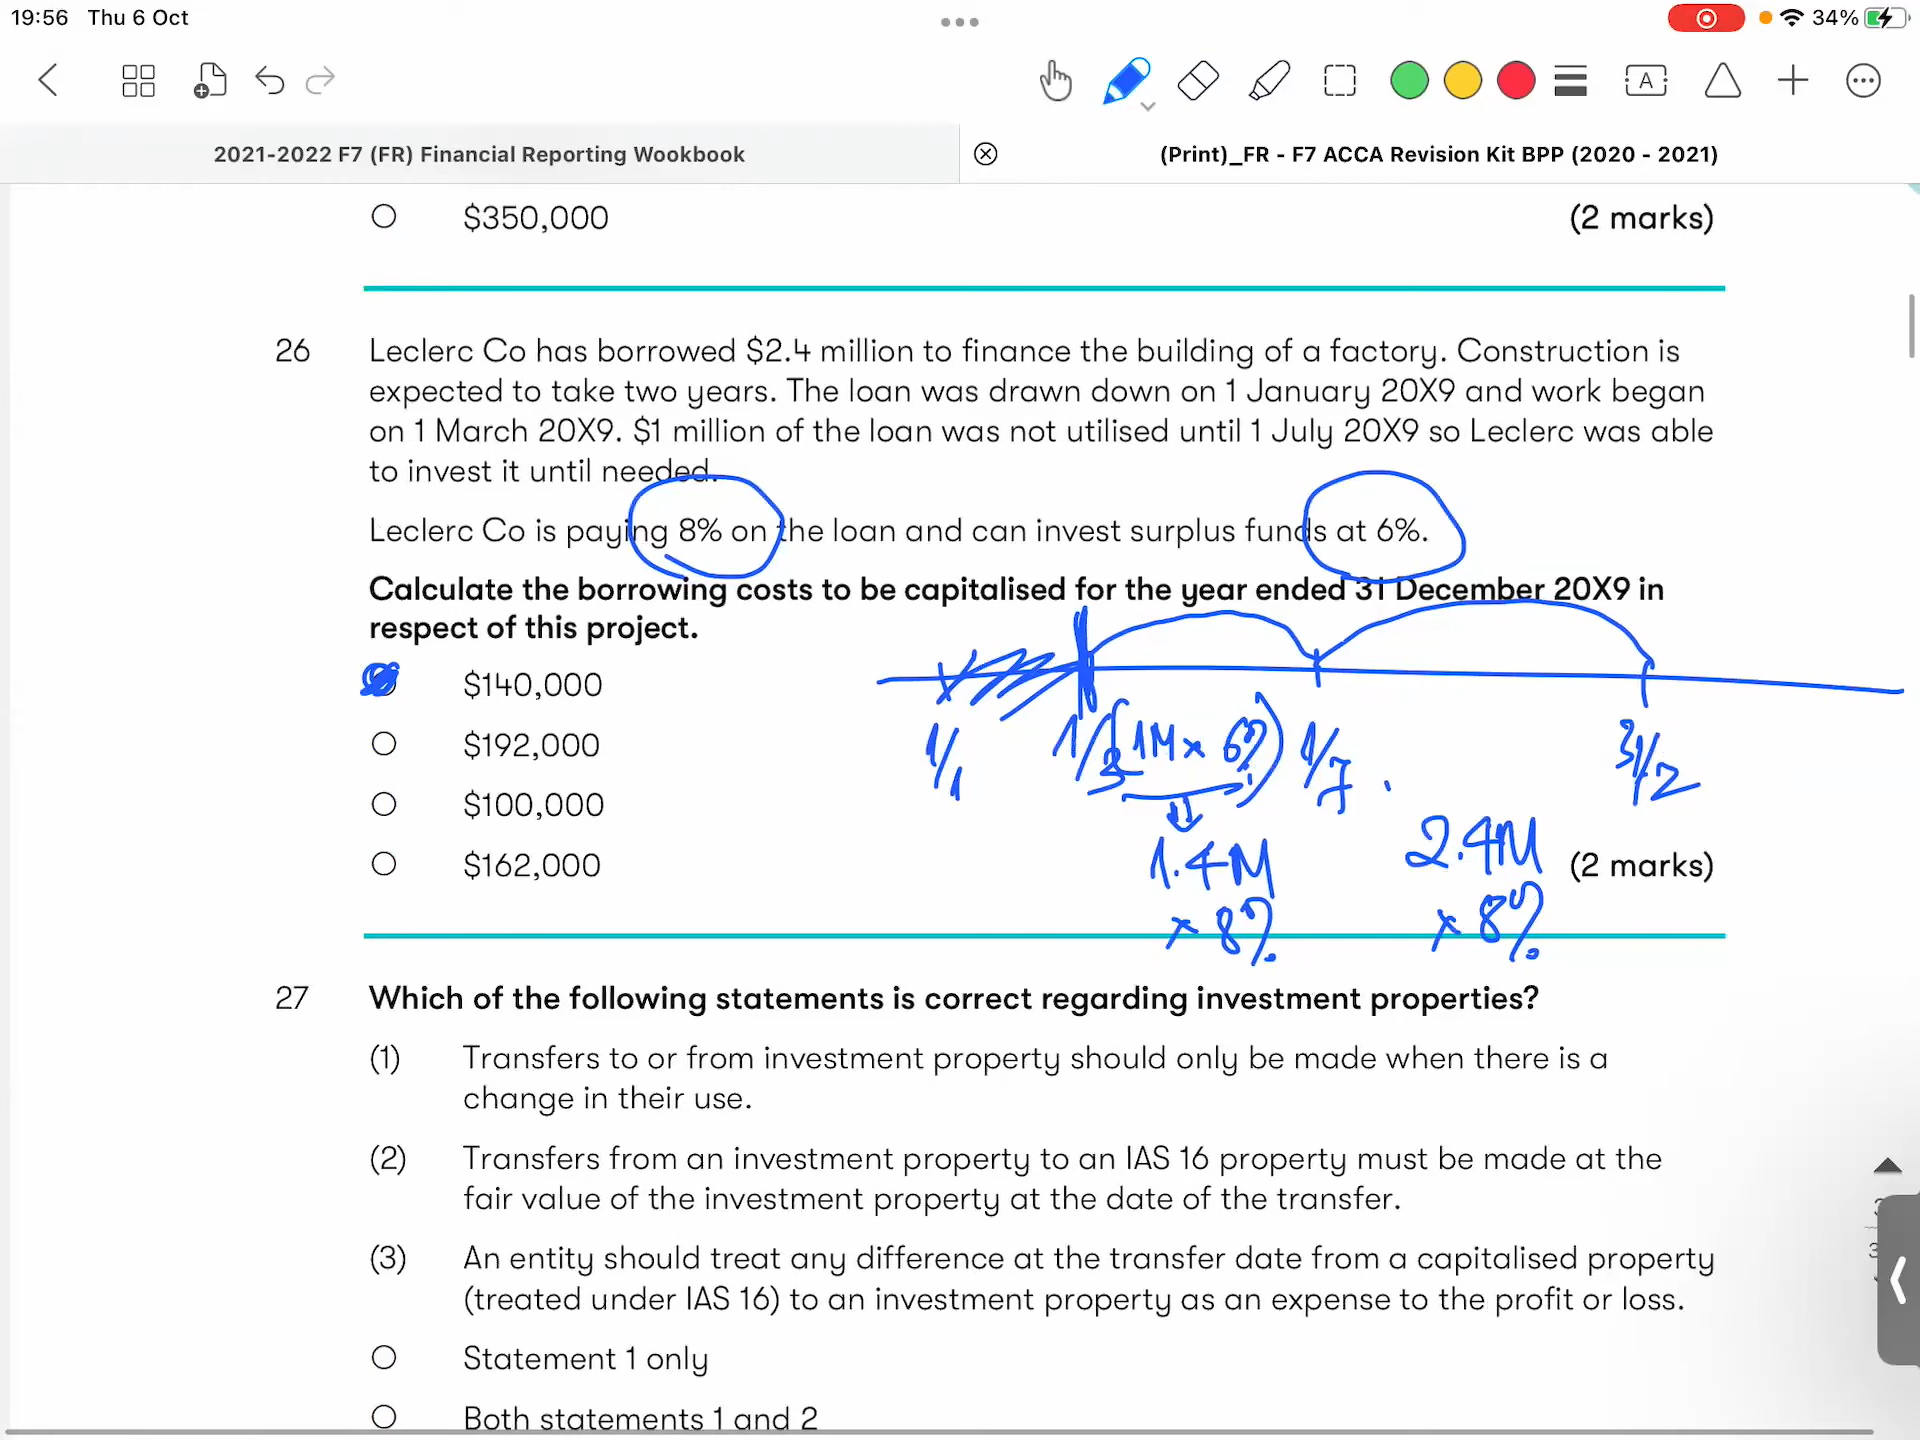 19:56 Thu 6 Oct
34%
A
2021-2022 F7 (FR) Financial Reporting Wookbook
(Print)_FR - F7 ACCA Revision Kit BPP (2020 - 2021)
$350,000 (2 marks)
26 Leclerc Co has borrowed $2.4 million to finance the building of a factory. Construction is
expected to take two years. The loan was drawn down on 1 January 20X9 and work began
on 1 March 20X9. $1 million of the loan was not utilised until 1 July 20X9 so Leclerc was able
to invest it until needed.
Leclerc Co is paying 8% on the loan and can invest surplus funds at 6%.
Calculate the borrowing costs to be capitalised for the year ended 31 December 20X9 in
respect of this project.
$140,000
$192,000
$100,000
$162,000 (2 marks)
1/1 1/3 (1M x 6%) 1/7 31/2
1.4M 2.4M
x 8% x 8%
27 Which of the following statements is correct regarding investment properties?
(1) Transfers to or from investment property should only be made when there is a
change in their use.
(2) Transfers from an investment property to an IAS 16 property must be made at the
fair value of the investment property at the date of the transfer.
(3) An entity should treat any difference at the transfer date from a capitalised property
(treated under IAS 16) to an investment property as an expense to the profit or loss.
Statement 1 only
Both statements 1 and 2